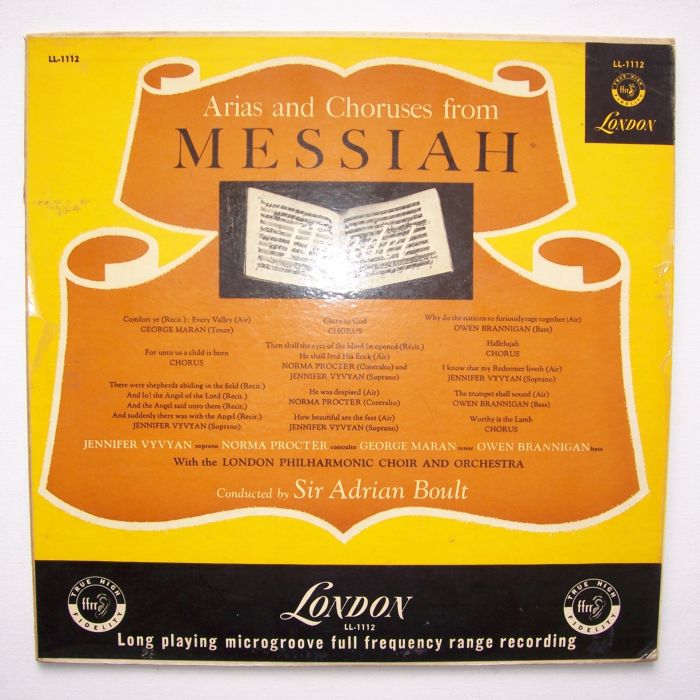 LL-1112
LL-1112
TRUE HIGH
ffrr
FIDELITY
LONDON
Arias and Choruses from
MESSIAH
Handel
Comfort ye (Recit.) : Every Valley (Air)
GEORGE MARAN (Tenor)
For unto us a child is born
CHORUS
There were shepherds abiding in the field (Recit.)
And lo! the Angel of the Lord (Recit.)
And the Angel said unto them (Recit.)
And suddenly there was with the Angel (Recit.)
JENNIFER VYVYAN (Soprano)
Glory to God
CHORUS
Then shall the eyes of the blind be opened (Recit.)
He shall feed His flock (Air)
NORMA PROCTER (Contralto) and
JENNIFER VYVYAN (Soprano)
He was despised (Air)
NORMA PROCTER (Contralto)
How beautiful are the feet (Air)
JENNIFER VYVYAN (Soprano)
Why do the nations so furiously rage together (Air)
OWEN BRANNIGAN (Bass)
Hallelujah
CHORUS
I know that my Redeemer liveth (Air)
JENNIFER VYVYAN (Soprano)
The trumpet shall sound (Air)
OWEN BRANNIGAN (Bass)
Worthy is the Lamb
CHORUS
JENNIFER VYVYAN soprano NORMA PROCTER contralto GEORGE MARAN tenor OWEN BRANNIGAN bass
With the LONDON PHILHARMONIC CHOIR AND ORCHESTRA
Conducted by Sir Adrian Boult
TRUE HIGH
ffrr
FIDELITY
LONDON
LL-1112
TRUE HIGH
ffrr
FIDELITY
Long playing microgroove full frequency range recording